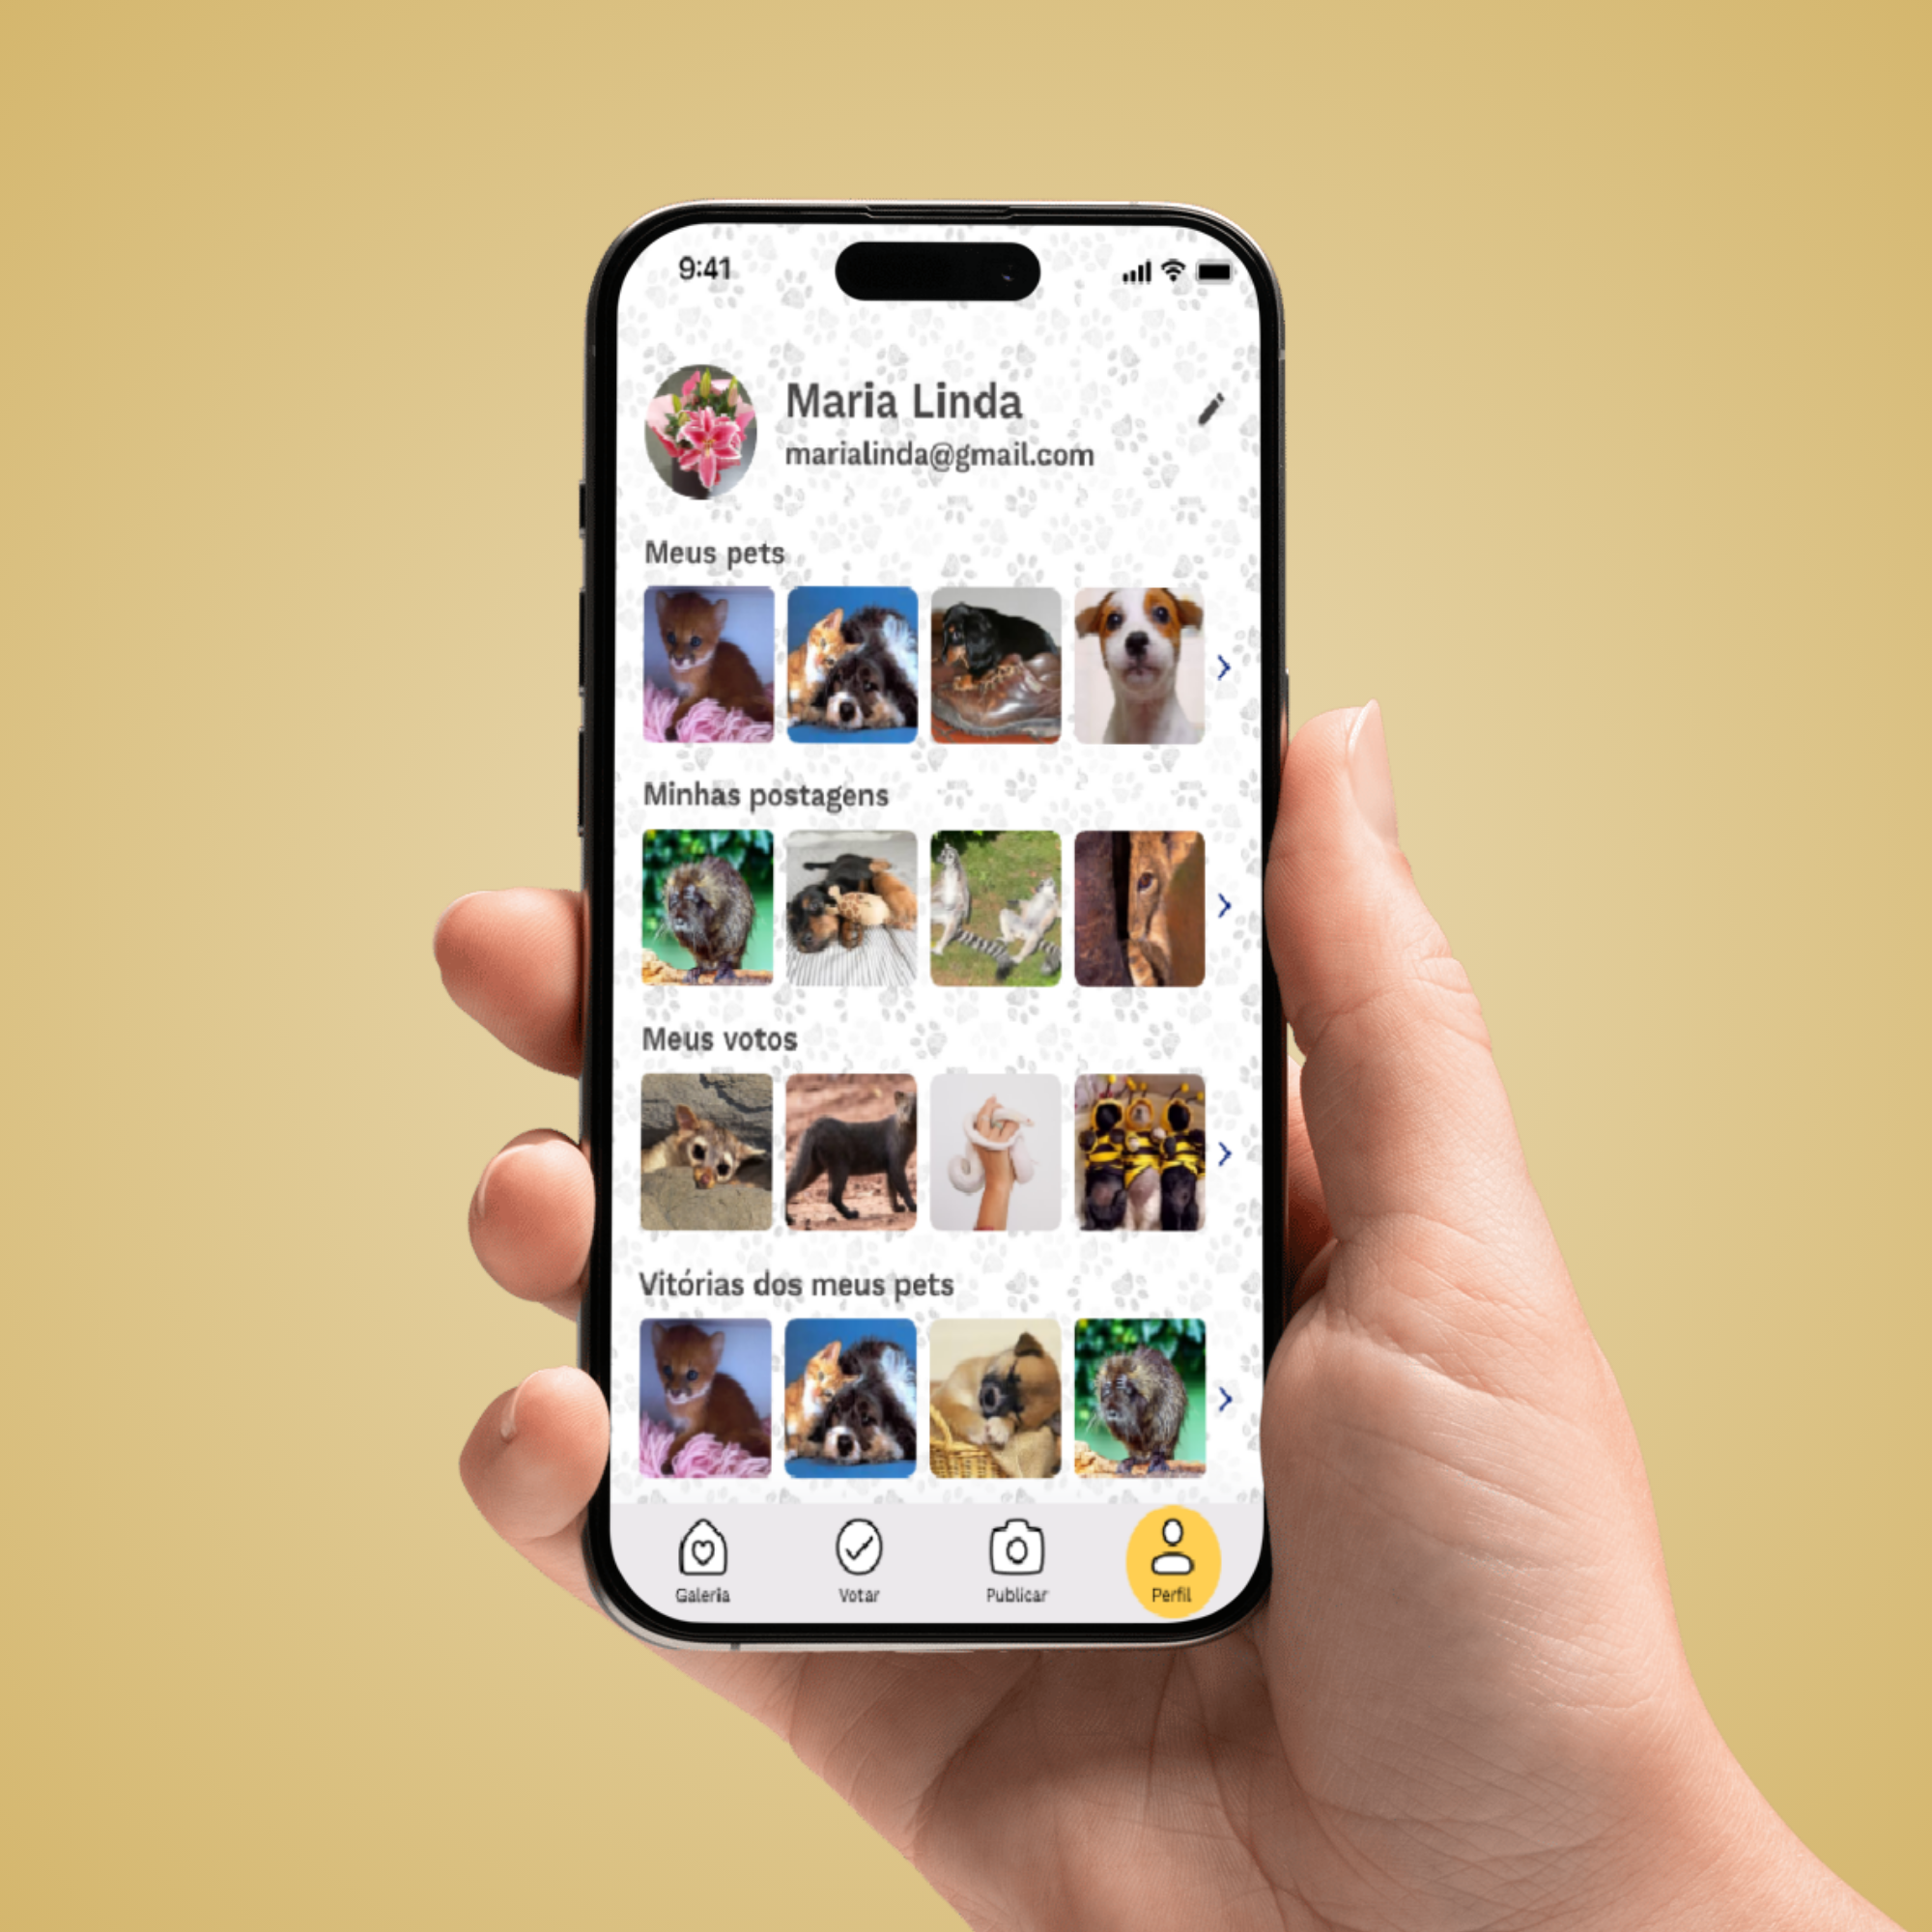 9:41
Maria Linda
marialinda@gmail.com
Meus pets
Minhas postagens
Meus votos
Vitórias dos meus pets
Galeria
Votar
Publicar
Perfil